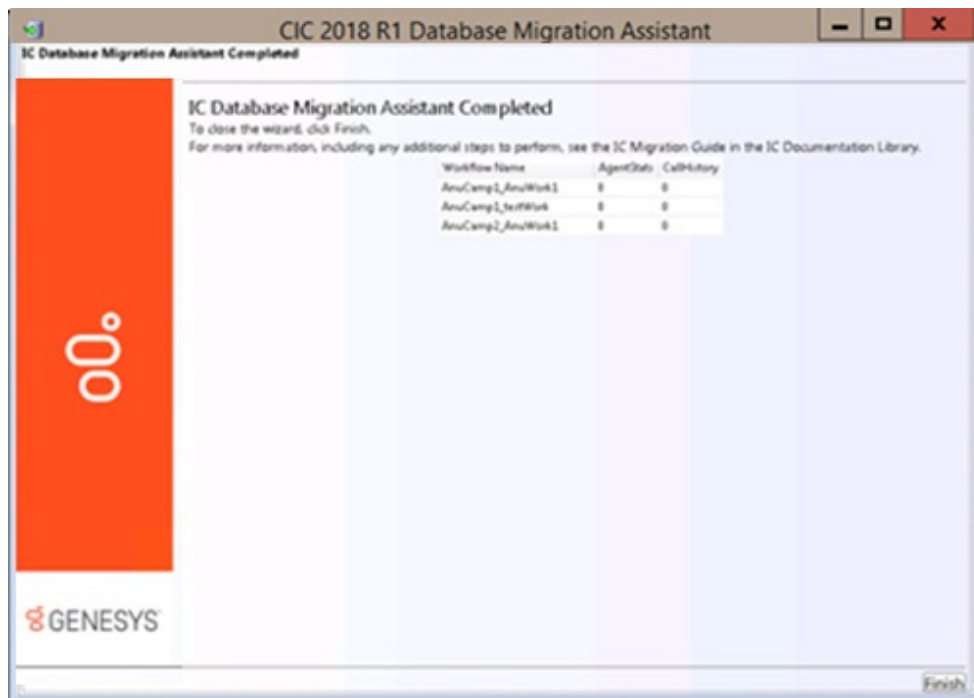 CIC 2018 R1 Database Migration Assistant
IC Database Migration Assistant Completed
IC Database Migration Assistant Completed
To close the wizard, click Finish.
For more information, including any additional steps to perform, see the IC Migration Guide in the IC Documentation Library.
Workflow Name AgentStats CallHistory
AnuCamp1_AnuWork1 0 0
AnuCamp1_testWork 0 0
AnuCamp2_AnuWork1 0 0
GENESYS
Finish